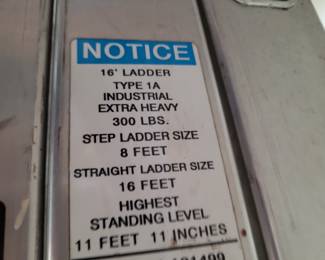 NOTICE
16' LADDER
TYPE 1A
INDUSTRIAL
EXTRA HEAVY
300 LBS.
STEP LADDER SIZE
8 FEET
STRAIGHT LADDER SIZE
16 FEET
HIGHEST
STANDING LEVEL
11 FEET 11 INCHES